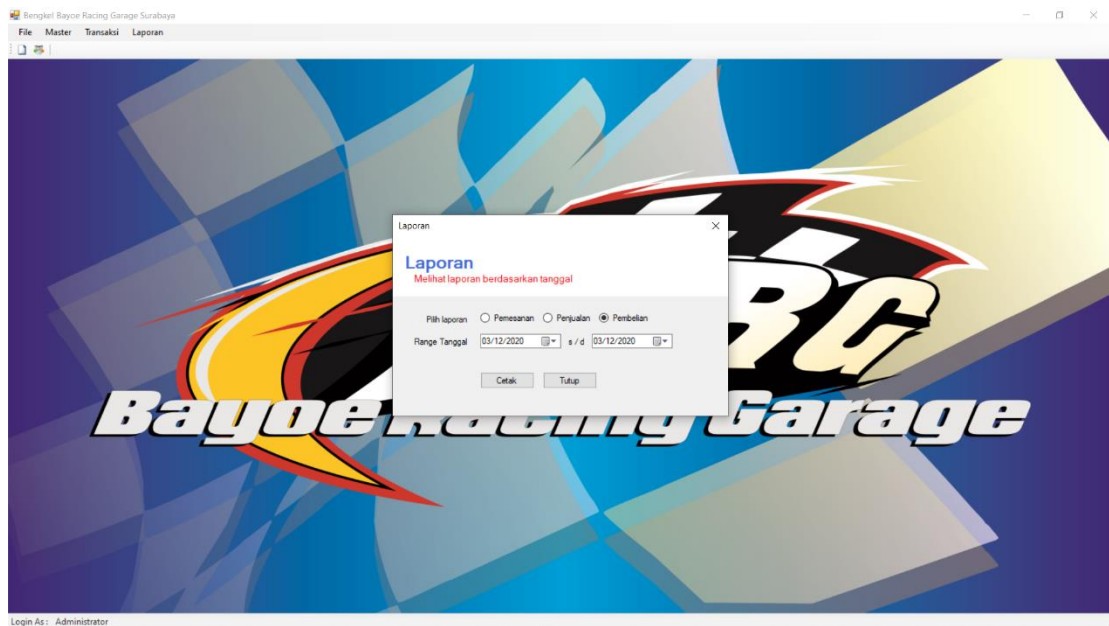 Bengkel Bayoe Racing Garage Surabaya
File Master Transaksi Laporan
Laporan
Laporan
Melihat laporan berdasarkan tanggal
Pilih laporan Pemesanan Penjualan Pembelian
Range Tanggal 03/12/2020 s / d 03/12/2020
Cetak Tutup
RG
Bayoe Racing Garage
Login As : Administrator